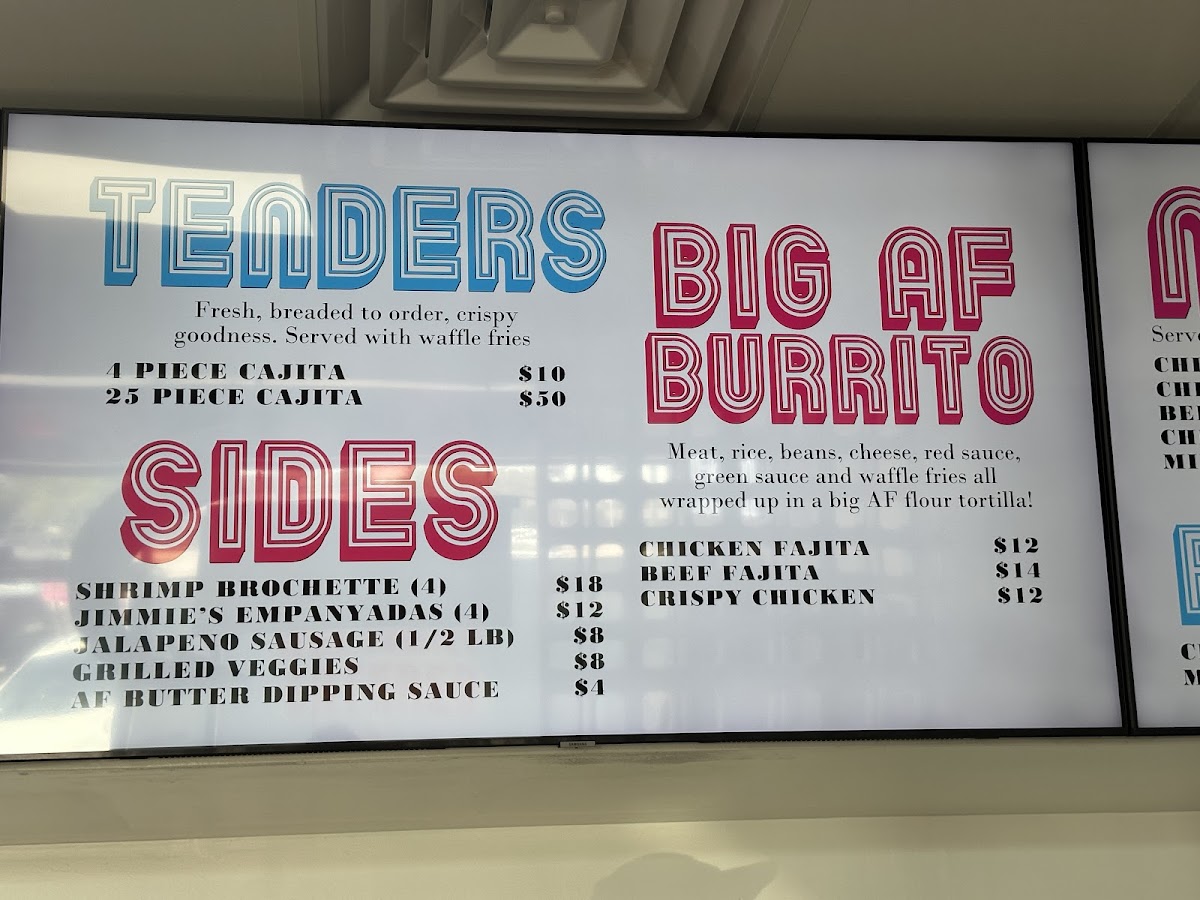 TENDERS
Fresh, breaded to order, crispy
goodness. Served with waffle fries
4 PIECE CAJITA $10
25 PIECE CAJITA $50
SIDES
SHRIMP BROCHETTE (4) $18
JIMMIE'S EMPANYADAS (4) $12
JALAPENO SAUSAGE (1/2 LB) $8
GRILLED VEGGIES $8
AF BUTTER DIPPING SAUCE $4
BIG AF
BURRITO
Meat, rice, beans, cheese, red sauce,
green sauce and waffle fries all
wrapped up in a big AF flour tortilla!
CHICKEN FAJITA $12
BEEF FAJITA $14
CRISPY CHICKEN $12